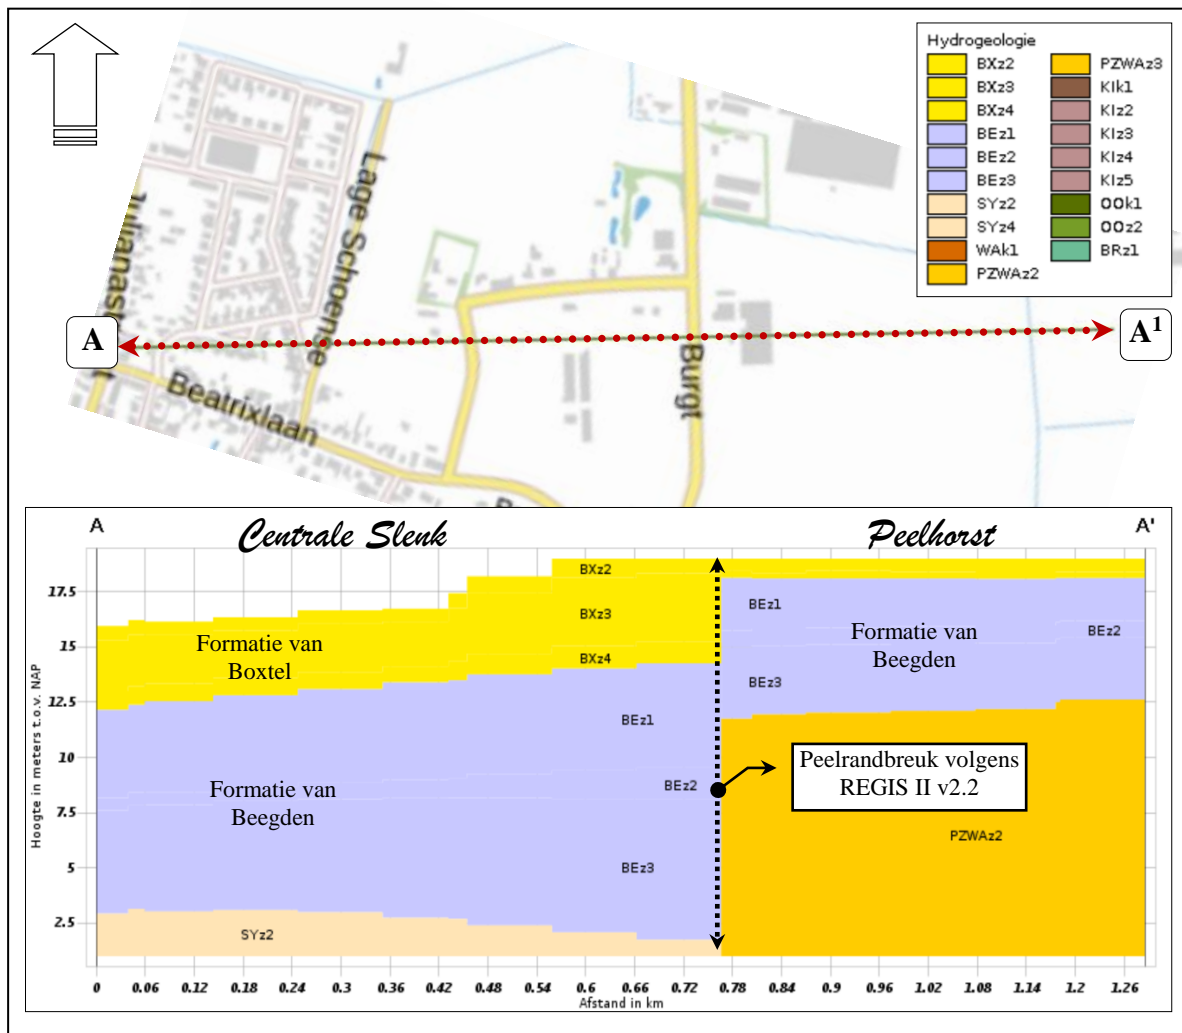 Hydrogeologie
BXz2
BXz3
BXz4
BEz1
BEz2
BEz3
SYz2
SYz4
WAk1
PZWAz2
PZWAz3
KIk1
KIz2
KIz3
KIz4
KIz5
OOk1
OOz2
BRz1
Julianast
t
Lage Schoense
Beatrixlaan
Burgt
A
A1
A
Centrale Slenk
Peelhorst
A'
BXz2
BXz3
BXz4
BEz1
BEz2
BEz3
SYz2
Formatie van
Boxtel
Formatie van
Beegden
BEz1
BEz2
BEz3
Formatie van
Beegden
Peelrandbreuk volgens
REGIS II v2.2
PZWAz2
Hoogte in meters t.o.v. NAP
17.5
15
12.5
10
7.5
5
2.5
0 0.06 0.12 0.18 0.24 0.3 0.36 0.42 0.48 0.54 0.6 0.66 0.72 0.78 0.84 0.9 0.96 1.02 1.08 1.14 1.2 1.26
Afstand in km